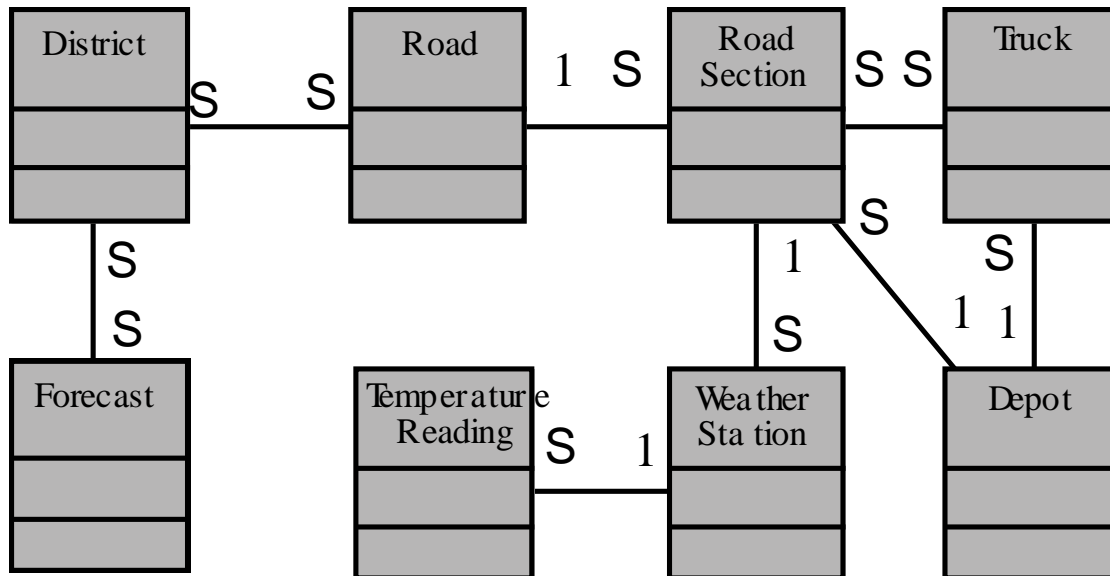 District
Road
Road
Section
Truck
S
S
1
S
S
S
S
S
1
S
S
1
1
S
S
Forecast
Temperature
Reading
Weather
Station
Depot
S
1